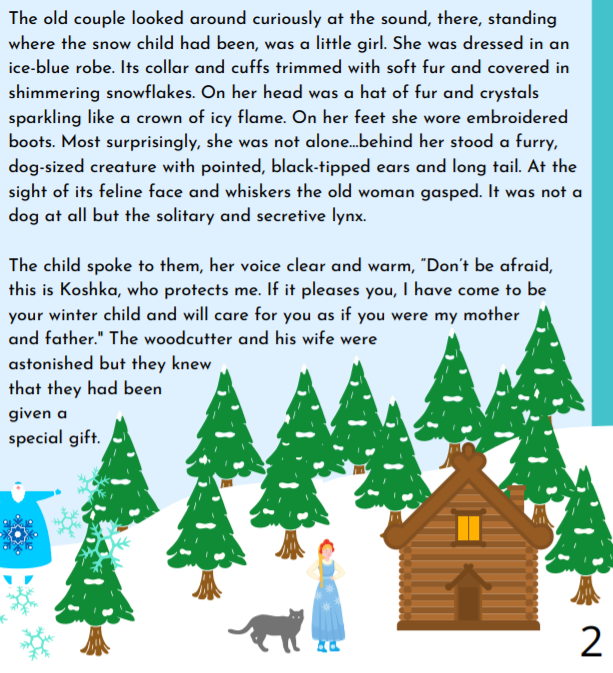 The old couple looked around curiously at the sound, there, standing
where the snow child had been, was a little girl. She was dressed in an
ice-blue robe. Its collar and cuffs trimmed with soft fur and covered in
shimmering snowflakes. On her head was a hat of fur and crystals
sparkling like a crown of icy flame. On her feet she wore embroidered
boots. Most surprisingly, she was not alone...behind her stood a furry,
dog-sized creature with pointed, black-tipped ears and long tail. At the
sight of its feline face and whiskers the old woman gasped. It was not a
dog at all but the solitary and secretive lynx.

The child spoke to them, her voice clear and warm, “Don’t be afraid,
this is Koshka, who protects me. If it pleases you, I have come to be
your winter child and will care for you as if you were my mother
and father." The woodcutter and his wife were
astonished but they knew
that they had been
given a
special gift.
2